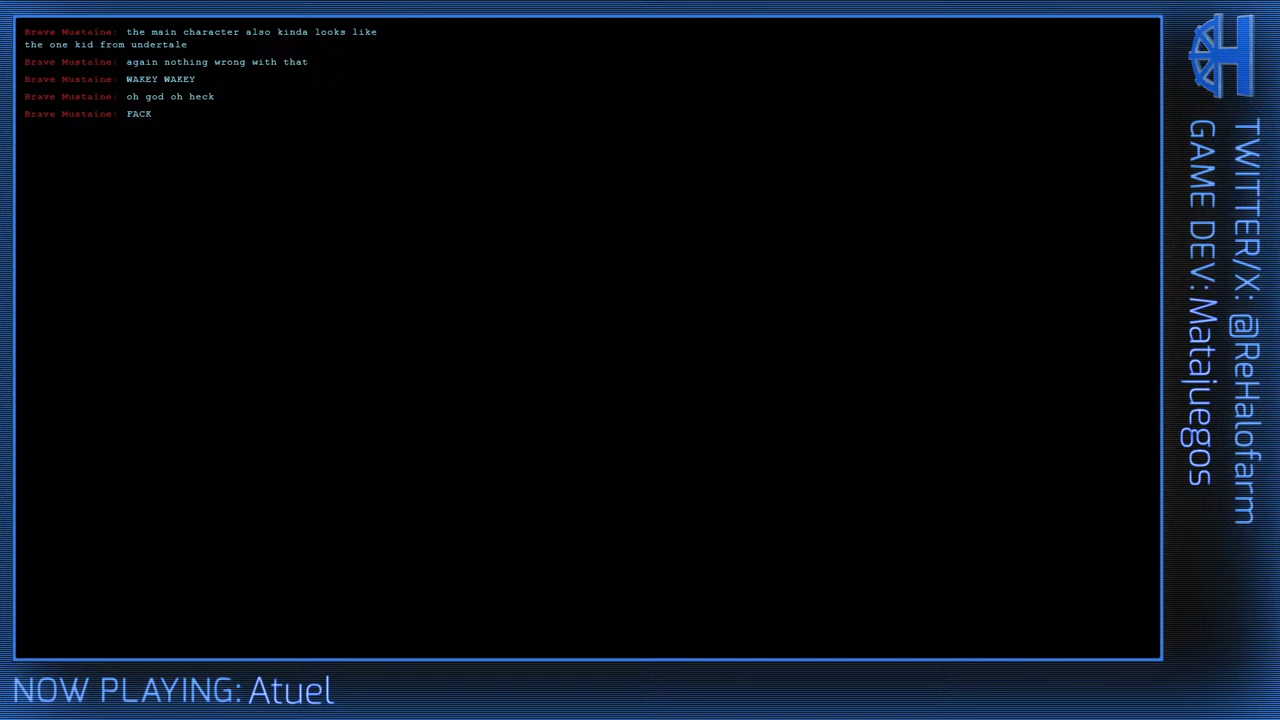 Brave Mustaine: the main character also kinda looks like
the one kid from undertale
Brave Mustaine: again nothing wrong with that
Brave Mustaine: WAKEY WAKEY
Brave Mustaine: oh god oh heck
Brave Mustaine: FACK
TWITTER/X: @ReHalofarm
GAME DEV: Matajuegos
NOW PLAYING: Atuel